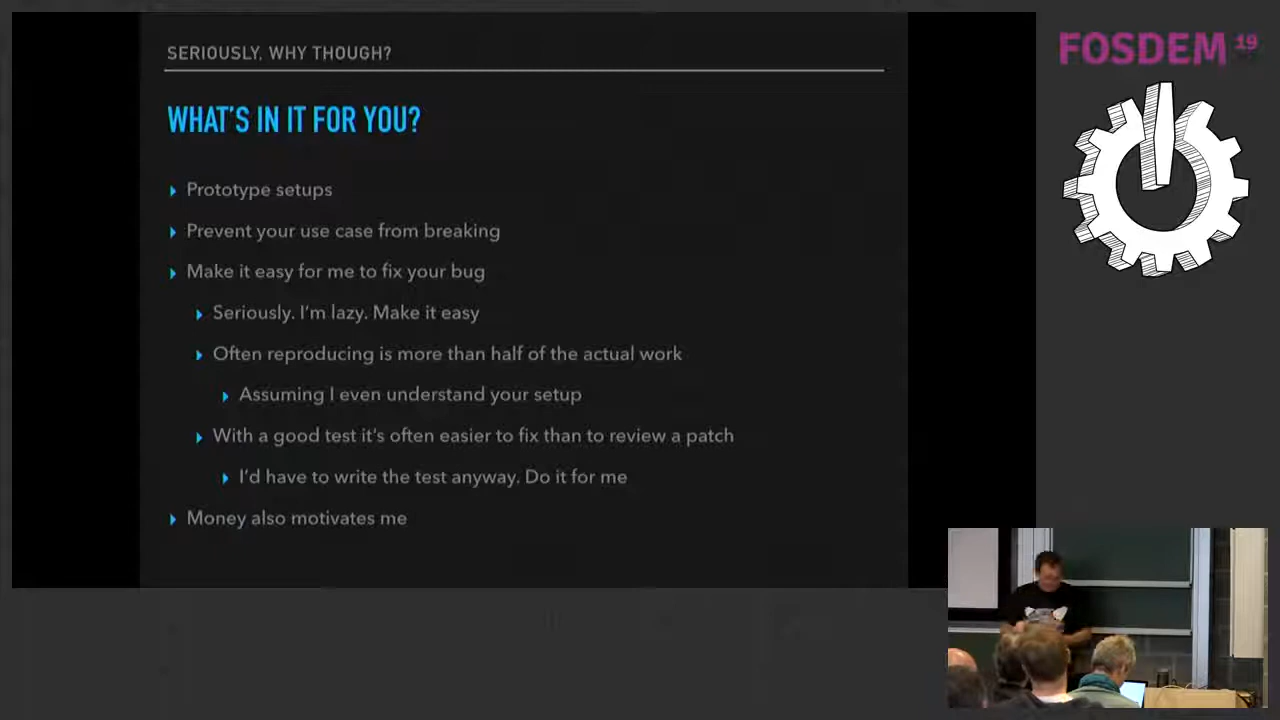 SERIOUSLY. WHY THOUGH?
WHAT'S IN IT FOR YOU?
Prototype setups
Prevent your use case from breaking
Make it easy for me to fix your bug
Seriously. I'm lazy. Make it easy
Often reproducing is more than half of the actual work
Assuming I even understand your setup
With a good test it's often easier to fix than to review a patch
I'd have to write the test anyway. Do it for me
Money also motivates me
FOSDEM 19